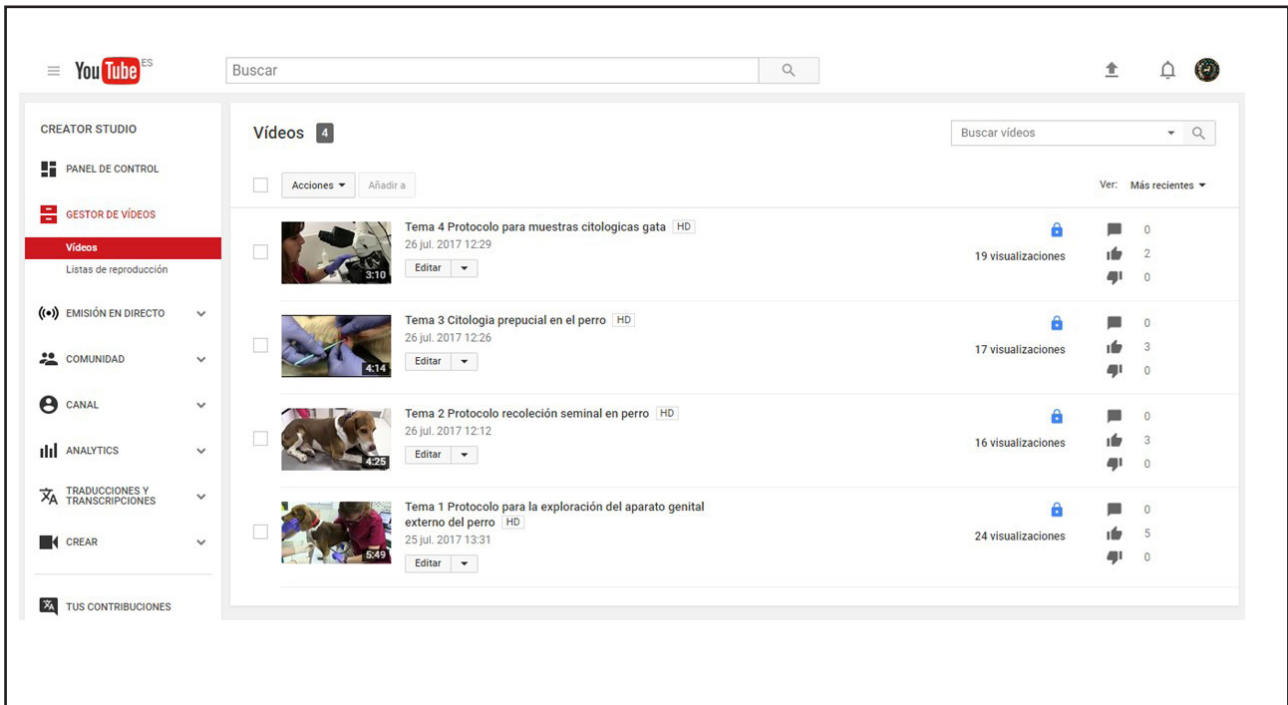 YouTube ES
Buscar
CREATOR STUDIO
PANEL DE CONTROL
GESTOR DE VÍDEOS
Vídeos
Listas de reproducción
EMISIÓN EN DIRECTO
COMUNIDAD
CANAL
ANALYTICS
TRADUCCIONES Y
TRANSCRIPCIONES
CREAR
TUS CONTRIBUCIONES
Vídeos 4
Buscar vídeos
Acciones Añadir a
Ver: Más recientes
Tema 4 Protocolo para muestras citologicas gata HD
26 jul. 2017 12:29
Editar
3:10
19 visualizaciones
0
2
0
Tema 3 Citologia prepucial en el perro HD
26 jul. 2017 12:26
Editar
4:14
17 visualizaciones
0
3
0
Tema 2 Protocolo recoleción seminal en perro HD
26 jul. 2017 12:12
Editar
4:25
16 visualizaciones
0
3
0
Tema 1 Protocolo para la exploración del aparato genital
externo del perro HD
25 jul. 2017 13:31
Editar
5:49
24 visualizaciones
0
5
0